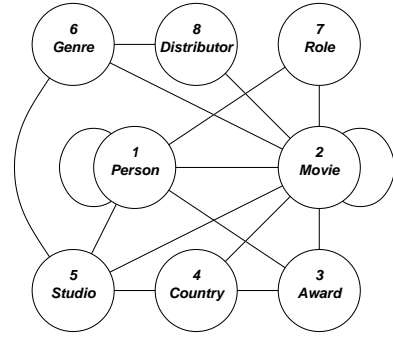 6
Genre
8
Distributor
7
Role
1
Person
2
Movie
5
Studio
4
Country
3
Award